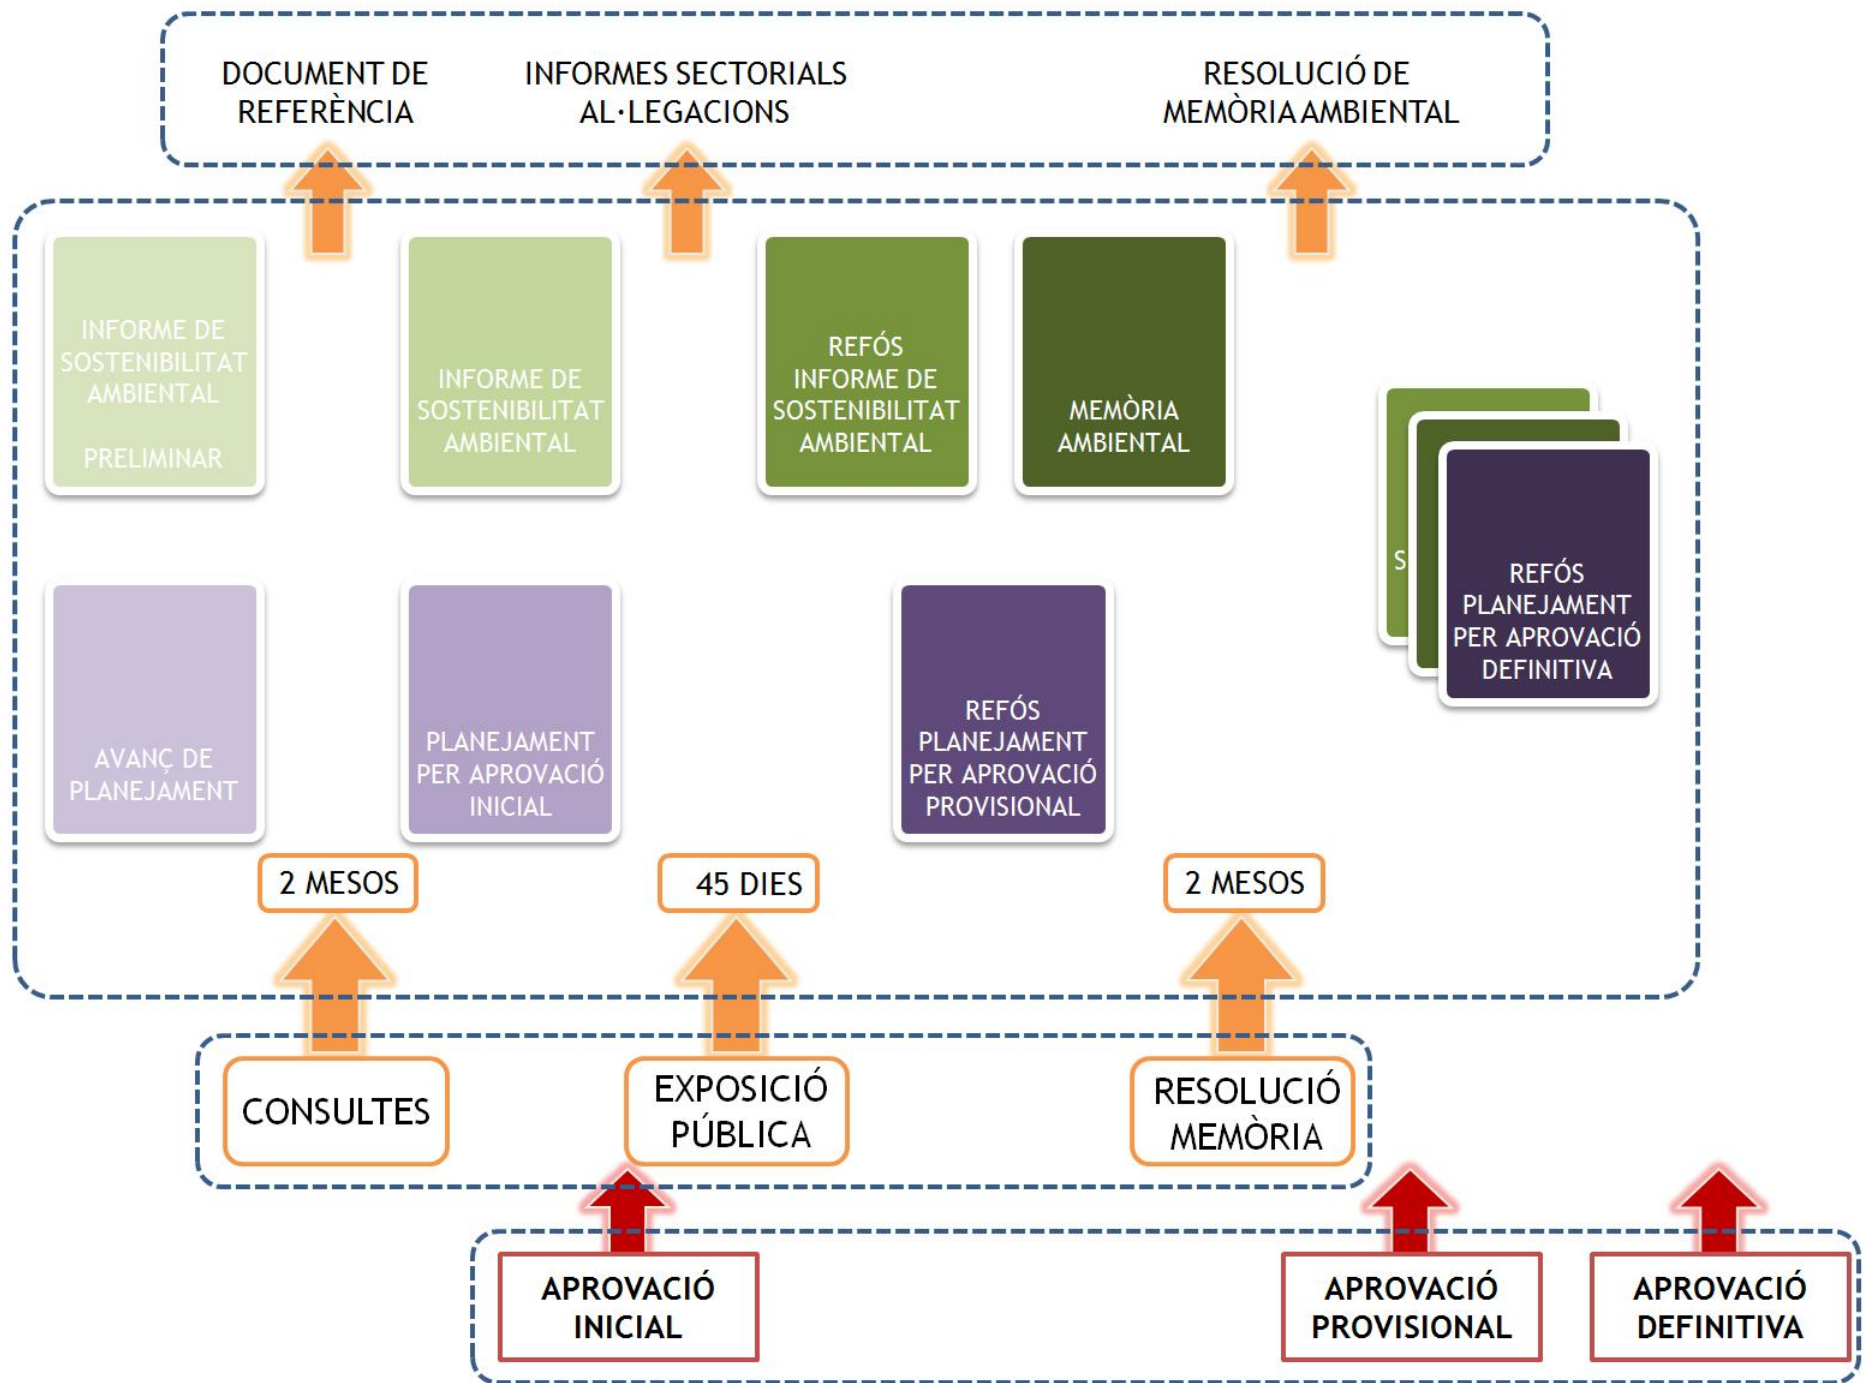 DOCUMENT DE
REFERÈNCIA
INFORMES SECTORIALS
AL·LEGACIONS
RESOLUCIÓ DE
MEMÒRIA AMBIENTAL
INFORME DE
SOSTENIBILITAT
AMBIENTAL
PRELIMINAR
INFORME DE
SOSTENIBILITAT
AMBIENTAL
REFÓS
INFORME DE
SOSTENIBILITAT
AMBIENTAL
MEMÒRIA
AMBIENTAL
S
REFÓS
PLANEJAMENT
PER APROVACIÓ
DEFINITIVA
AVANÇ DE
PLANEJAMENT
PLANEJAMENT
PER APROVACIÓ
INICIAL
REFÓS
PLANEJAMENT
PER APROVACIÓ
PROVISIONAL
2 MESOS
45 DIES
2 MESOS
CONSULTES
EXPOSICIÓ
PÚBLICA
RESOLUCIÓ
MEMÒRIA
APROVACIÓ
INICIAL
APROVACIÓ
PROVISIONAL
APROVACIÓ
DEFINITIVA